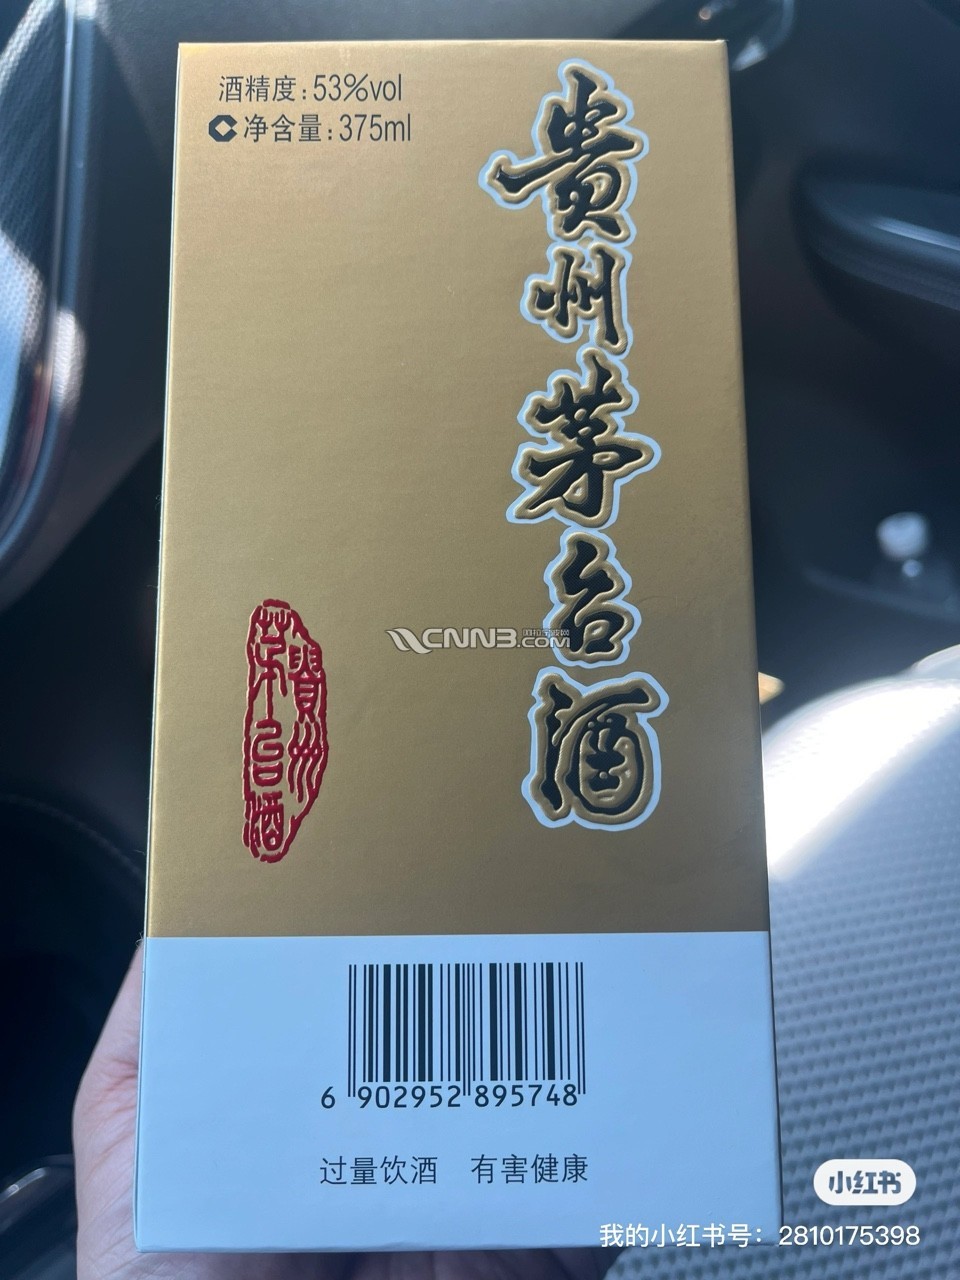 酒精度:53%vol
净含量:375ml
贵州茅台酒
贵州
茅台酒
CNN3
.COM
6 902952 895748
过量饮酒 有害健康
小红书
我的小红书号：2810175398